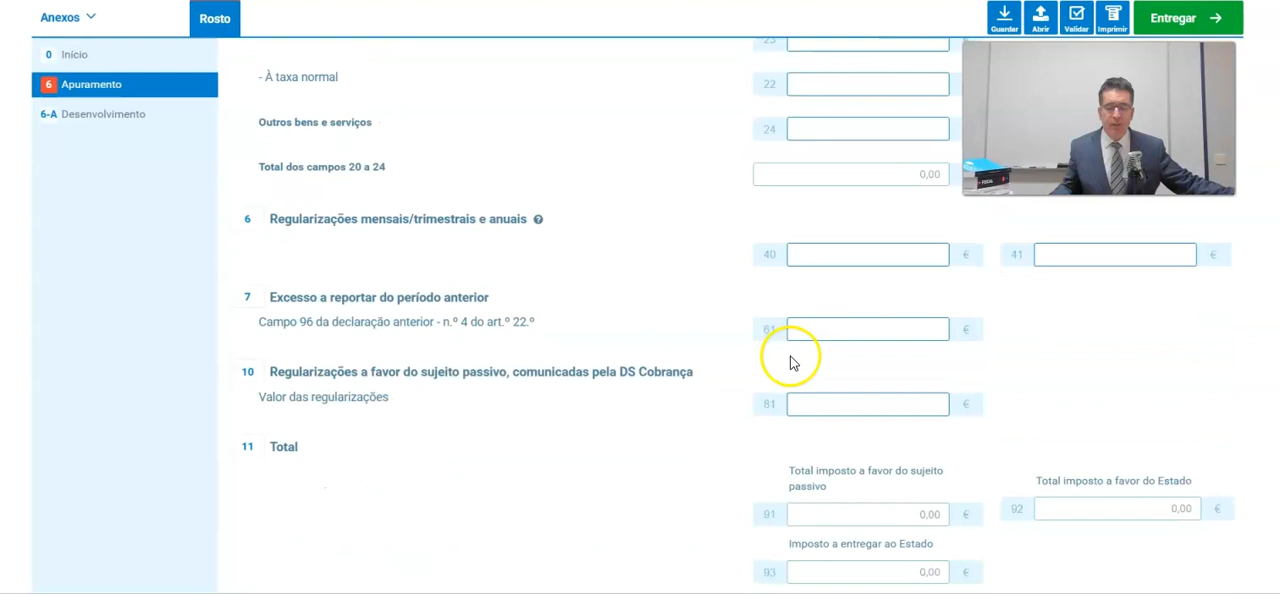 Anexos
Rosto
Guardar
Abrir
Validar
Imprimir
Entregar
0 Início
6 Apuramento
6-A Desenvolvimento
23
- À taxa normal
22
Outros bens e serviços
24
Total dos campos 20 a 24
0,00
6 Regularizações mensais/trimestrais e anuais ?
40 €
41 €
7 Excesso a reportar do período anterior
Campo 96 da declaração anterior - n.º 4 do art.º 22.º
61 €
10 Regularizações a favor do sujeito passivo, comunicadas pela DS Cobrança
Valor das regularizações
81 €
11 Total
Total imposto a favor do sujeito
passivo
Total imposto a favor do Estado
91 0,00 €
92 0,00 €
Imposto a entregar ao Estado
93 0,00 €
FISCAL